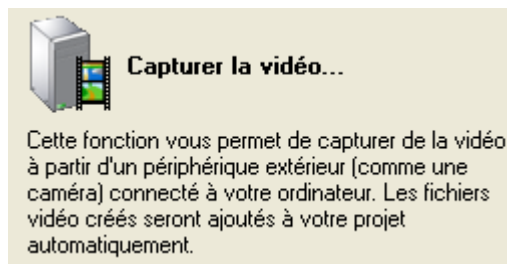 Capturer la vidéo...
Cette fonction vous permet de capturer de la vidéo
à partir d'un périphérique extérieur (comme une
caméra) connecté à votre ordinateur. Les fichiers
vidéo créés seront ajoutés à votre projet
automatiquement.